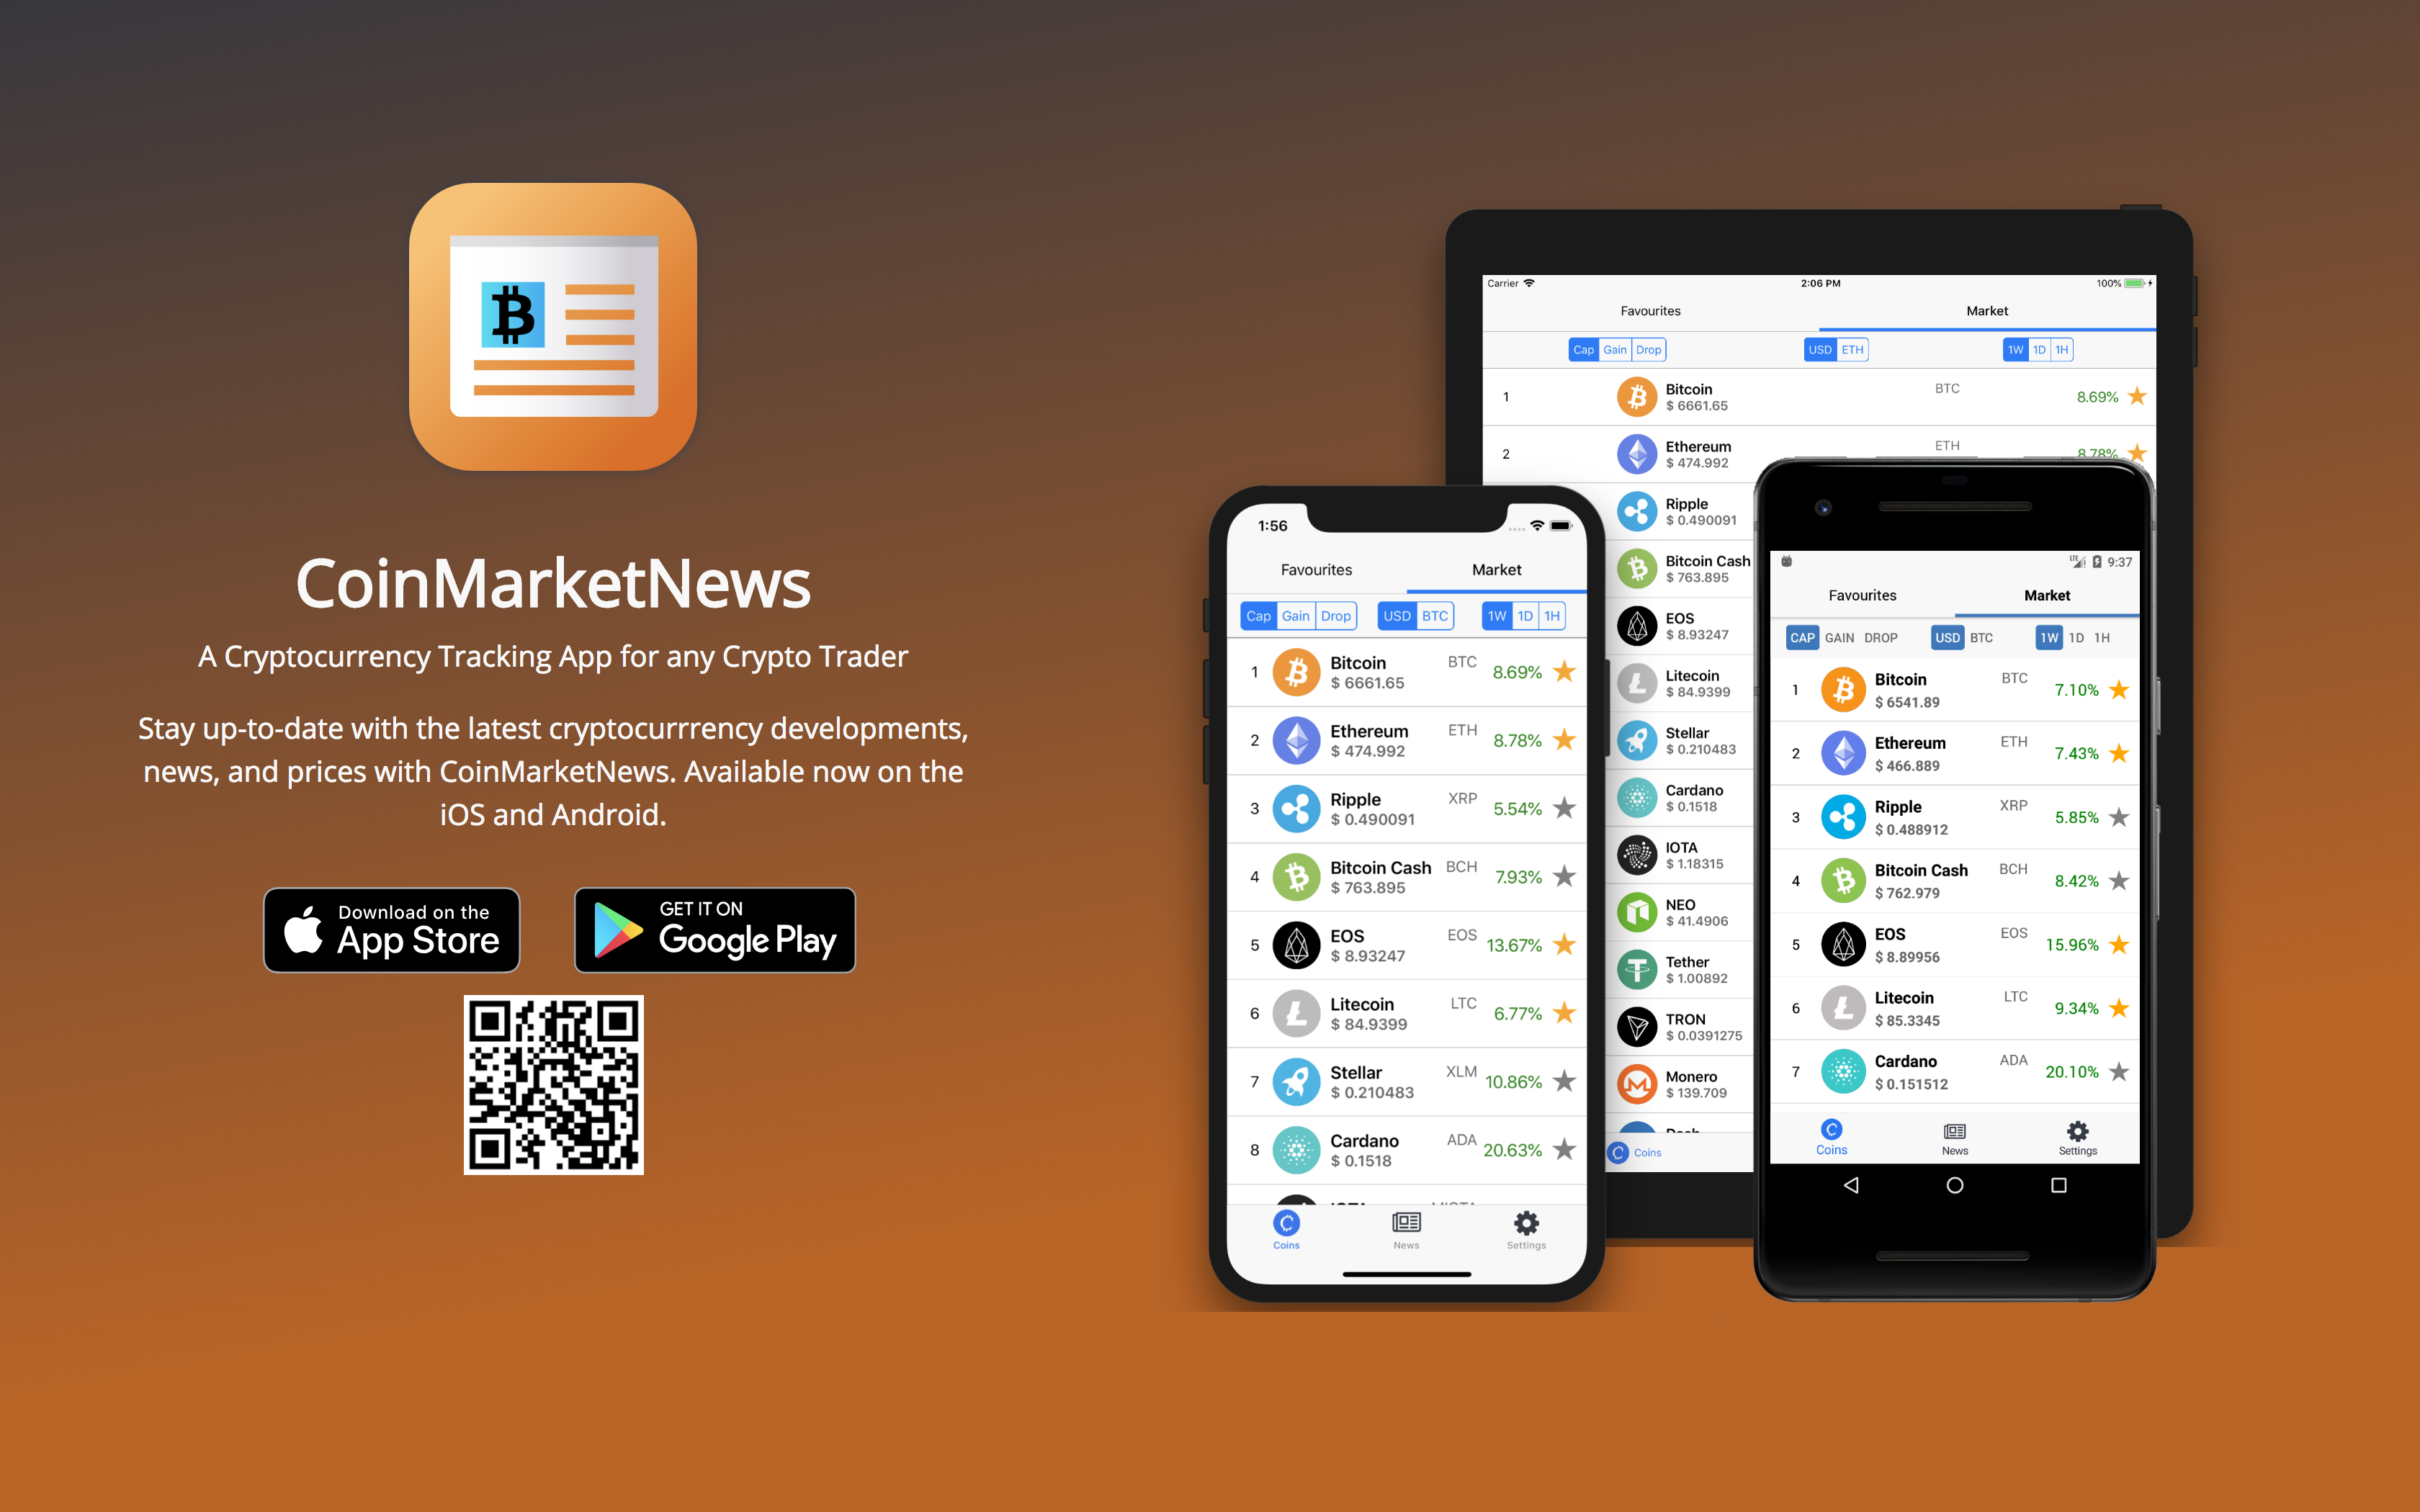 CoinMarketNews
A Cryptocurrency Tracking App for any Crypto Trader
Stay up-to-date with the latest cryptocurrrency developments,
news, and prices with CoinMarketNews. Available now on the
iOS and Android.
Download on the
App Store
GET IT ON
Google Play
1:56
Favourites Market
Cap Gain Drop USD BTC 1W 1D 1H
1 Bitcoin BTC 8.69%
$ 6661.65
2 Ethereum ETH 8.78%
$ 474.992
3 Ripple XRP 5.54%
$ 0.490091
4 Bitcoin Cash BCH 7.93%
$ 763.895
5 EOS EOS 13.67%
$ 8.93247
6 Litecoin LTC 6.77%
$ 84.9399
7 Stellar XLM 10.86%
$ 0.210483
8 Cardano ADA 20.63%
$ 0.1518
Coins News Settings
Carrier 2:06 PM 100%
Favourites Market
Cap Gain Drop USD ETH 1W 1D 1H
1 Bitcoin BTC 8.69%
$ 6661.65
2 Ethereum ETH 8.78%
$ 474.992
Ripple
$ 0.490091
Bitcoin Cash
$ 763.895
EOS
$ 8.93247
Litecoin
$ 84.9399
Stellar
$ 0.210483
Cardano
$ 0.1518
IOTA
$ 1.18315
NEO
$ 41.4906
Tether
$ 1.00892
TRON
$ 0.0391275
Monero
$ 139.709
Coins
LTE 9:37
Favourites Market
CAP GAIN DROP USD BTC 1W 1D 1H
1 Bitcoin BTC 7.10%
$ 6541.89
2 Ethereum ETH 7.43%
$ 466.889
3 Ripple XRP 5.85%
$ 0.488912
4 Bitcoin Cash BCH 8.42%
$ 762.979
5 EOS EOS 15.96%
$ 8.89956
6 Litecoin LTC 9.34%
$ 85.3345
7 Cardano ADA 20.10%
$ 0.151512
Coins News Settings